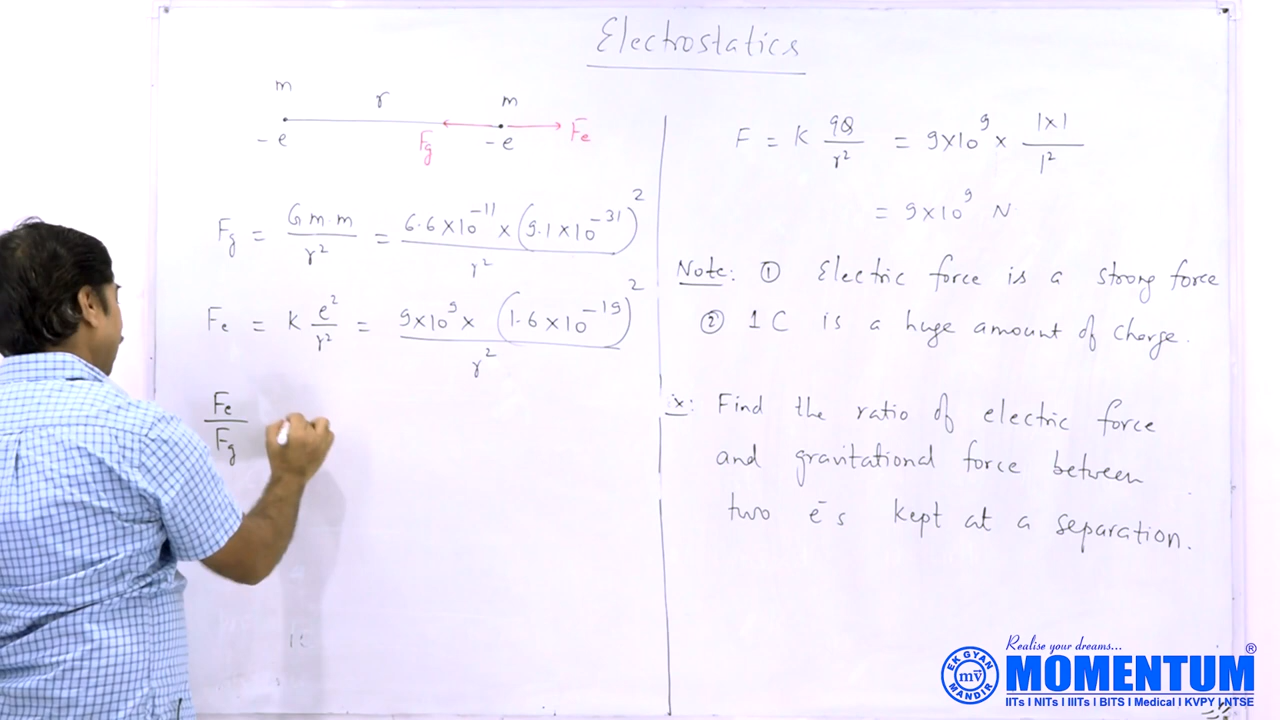 Electrostatics
m r m
-e Fg -e Fe
Fg = G m·m / r² = 6.6×10⁻¹¹ × (9.1×10⁻³¹)² / r²
Fe = K e² / r² = 9×10⁹ × (1.6×10⁻¹⁹)² / r²
Fe / Fg
F = K qQ / r² = 9×10⁹ × 1×1 / 1²
= 9×10⁹ N
Note: ① Electric force is a strong force
② 1 C is a huge amount of charge.
x: Find the ratio of electric force
and gravitational force between
two e̅s kept at a separation.
Realise your dreams...
EK GYAN MANDIR
mv
MOMENTUM®
IITs I NITs I IIITs I BITS I Medical I KVPY I NTSE